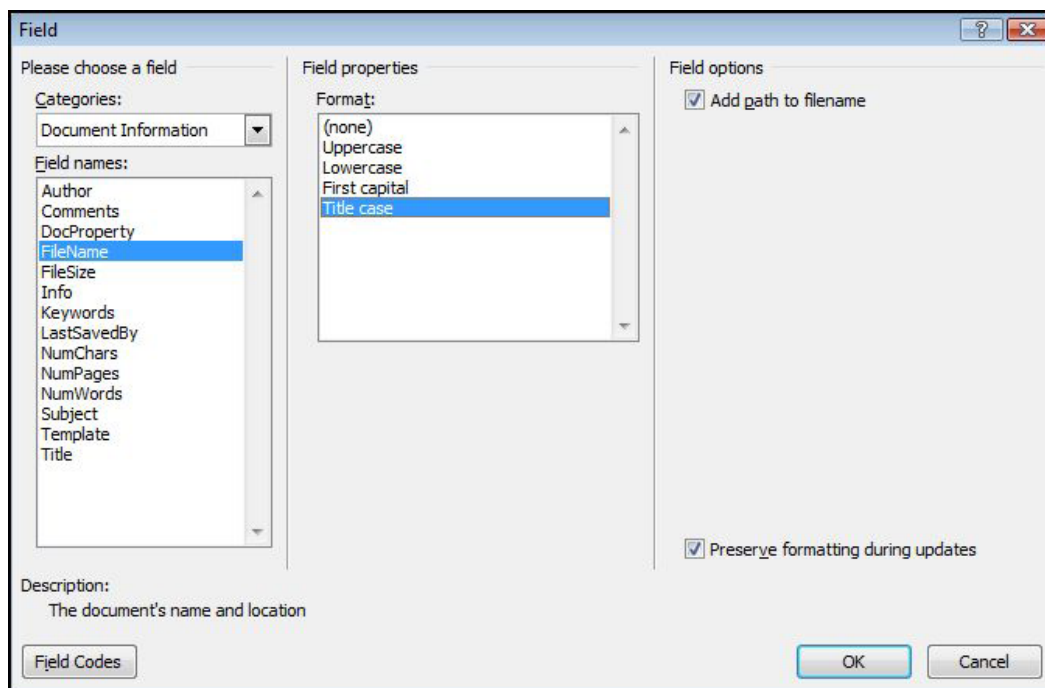 Field
Please choose a field
Categories:
Document Information
Field names:
Author
Comments
DocProperty
FileName
FileSize
Info
Keywords
LastSavedBy
NumChars
NumPages
NumWords
Subject
Template
Title
Field properties
Format:
(none)
Uppercase
Lowercase
First capital
Title case
Field options
Add path to filename
Preserve formatting during updates
Description:
The document's name and location
Field Codes
OK
Cancel